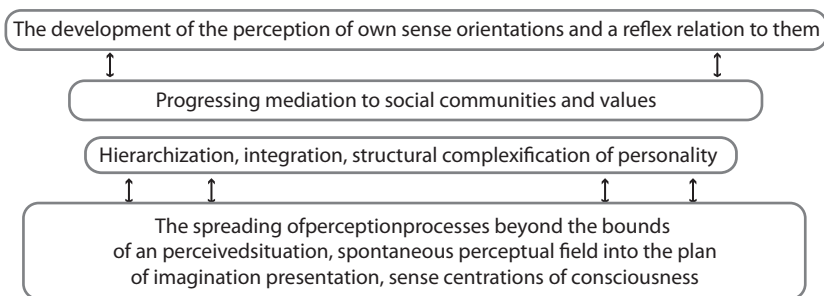 The development of the perception of own sense orientations and a reflex relation to them
Progressing mediation to social communities and values
Hierarchization, integration, structural complexification of personality
The spreading ofperceptionprocesses beyond the bounds
of an perceivedsituation, spontaneous perceptual field into the plan
of imagination presentation, sense centrations of consciousness